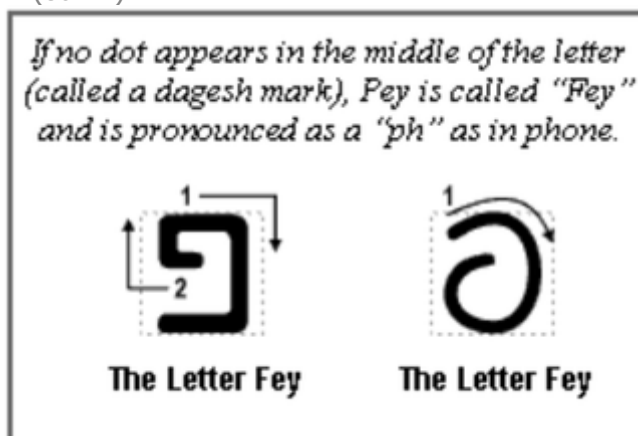 If no dot appears in the middle of the letter
(called a dagesh mark), Pey is called “Fey”
and is pronounced as a “ph” as in phone.
1
2
פ
The Letter Fey
1
פ
The Letter Fey